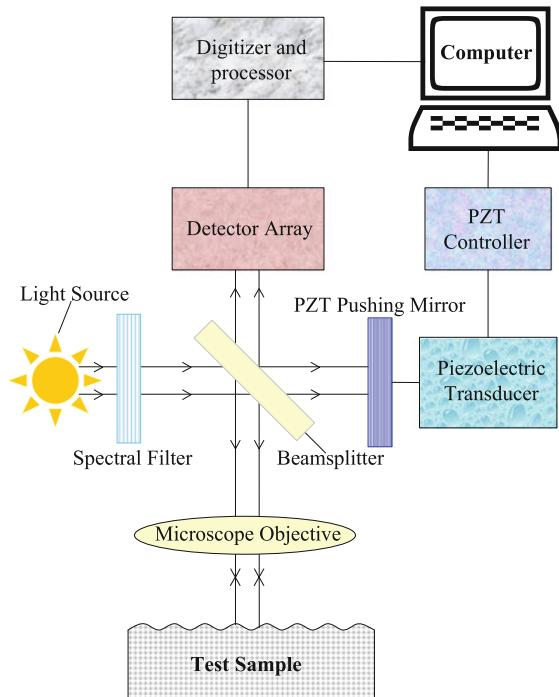 Digitizer and
processor
Computer
Detector Array
PZT
Controller
Light Source
PZT Pushing Mirror
Piezoelectric
Transducer
Spectral Filter
Beamsplitter
Microscope Objective
Test Sample